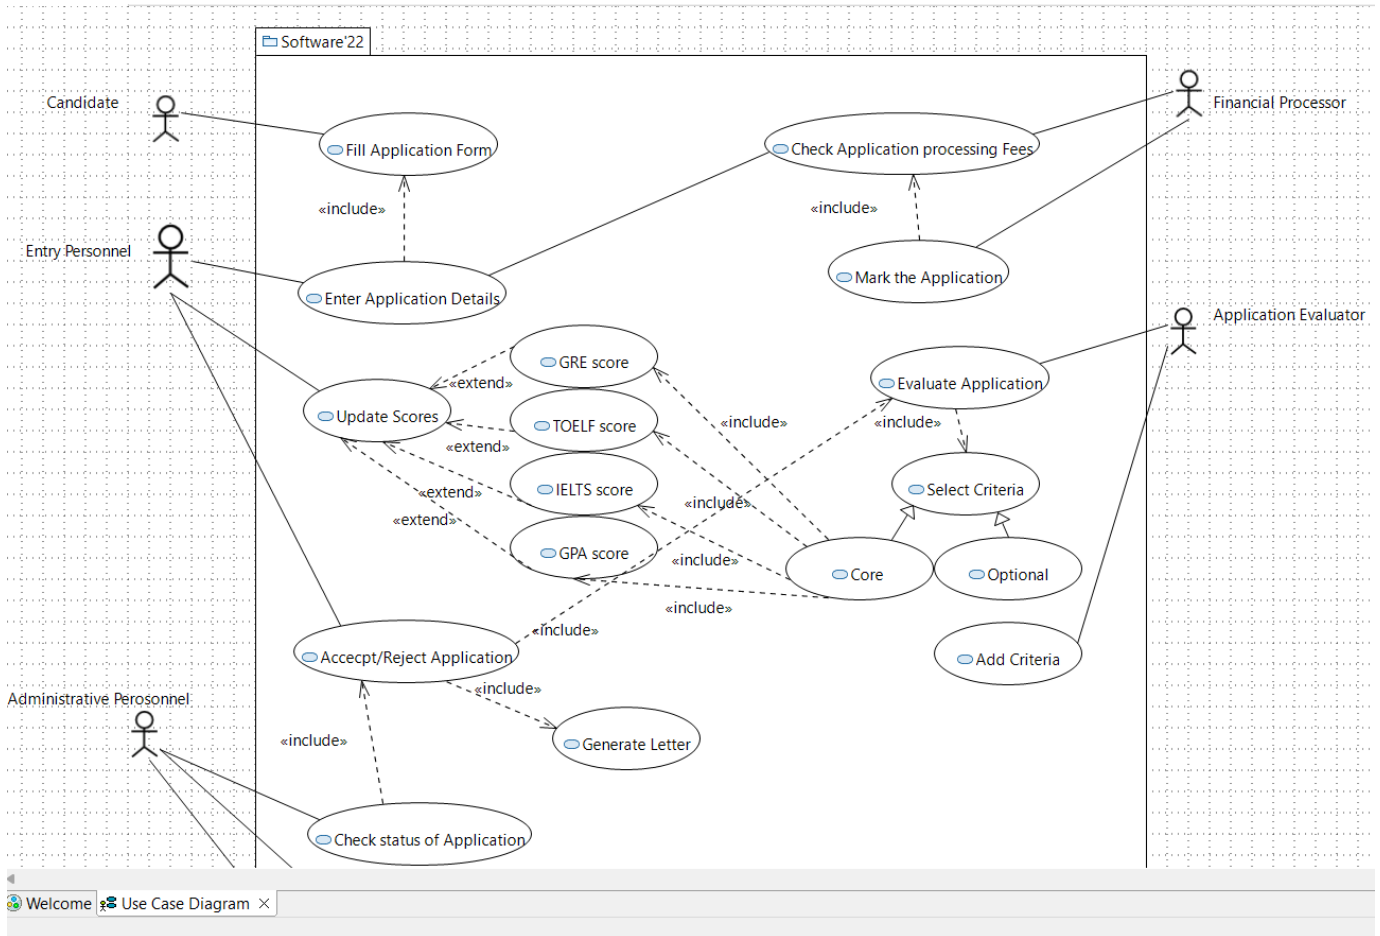 Software'22
Candidate
Financial Processor
Fill Application Form
Check Application processing Fees
«include»
«include»
Entry Personnel
Mark the Application
Enter Application Details
Application Evaluator
GRE score
«extend»
Evaluate Application
Update Scores
TOELF score
«include»
«include»
«extend»
IELTS score
«extend»
Select Criteria
«include»
«extend»
GPA score
«include»
Core
Optional
«include»
«include»
Accecpt/Reject Application
Add Criteria
«include»
Administrative Perosonnel
«include»
Generate Letter
Check status of Application
Welcome
Use Case Diagram